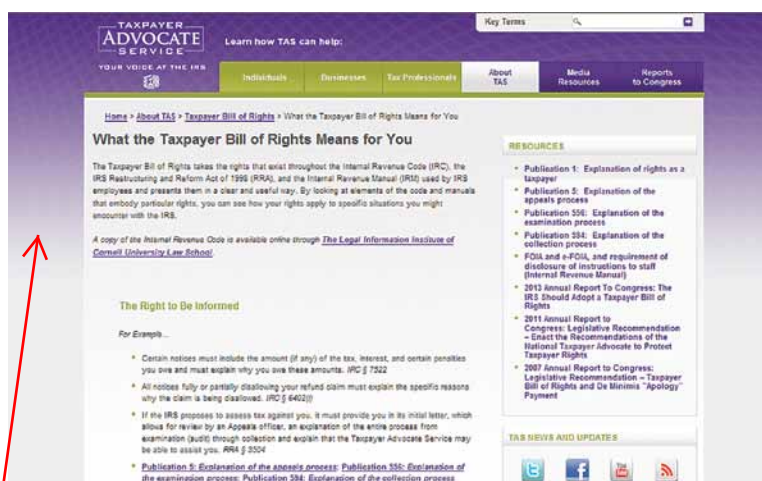 TAXPAYER
ADVOCATE
SERVICE
YOUR VOICE AT THE IRS
Learn how TAS can help:
Key Terms
Individuals
Businesses
Tax Professionals
About
TAS
Media
Resources
Reports
to Congress
Home > About TAS > Taxpayer Bill of Rights > What the Taxpayer Bill of Rights Means for You
What the Taxpayer Bill of Rights Means for You
The Taxpayer Bill of Rights takes the rights that exist throughout the Internal Revenue Code (IRC), the
IRS Restructuring and Reform Act of 1998 (RRA), and the Internal Revenue Manual (IRM) used by IRS
employees and presents them in a clear and useful way. By looking at elements of the code and manuals
that embody particular rights, you can see how your rights apply to specific situations you might
encounter with the IRS.
A copy of the Internal Revenue Code is available online through The Legal Information Institute of
Cornell University Law School.
The Right to Be Informed
For Example...
• Certain notices must include the amount (if any) of the tax, interest, and certain penalties
you owe and must explain why you owe these amounts. IRC § 7522
• All notices fully or partially disallowing your refund claim must explain the specific reasons
why the claim is being disallowed. IRC § 6402(l)
• If the IRS proposes to assess tax against you, it must provide you in its initial letter, which
allows for review by an Appeals officer, an explanation of the entire process from
examination (audit) through collection and explain that the Taxpayer Advocate Service may
be able to assist you. RRA § 3504
• Publication 5: Explanation of the appeals process; Publication 556: Explanation of
the examination process; Publication 594: Explanation of the collection process
RESOURCES
• Publication 1: Explanation of rights as a
taxpayer
• Publication 5: Explanation of the
appeals process
• Publication 556: Explanation of the
examination process
• Publication 594: Explanation of the
collection process
• FOIA and e-FOIA, and requirement of
disclosure of instructions to staff
(Internal Revenue Manual)
• 2013 Annual Report To Congress: The
IRS Should Adopt a Taxpayer Bill of
Rights
• 2011 Annual Report to
Congress: Legislative Recommendation
– Enact the Recommendations of the
National Taxpayer Advocate to Protect
Taxpayer Rights
• 2007 Annual Report to Congress:
Legislative Recommendation – Taxpayer
Bill of Rights and De Minimis "Apology"
Payment
TAS NEWS AND UPDATES
You
Tube